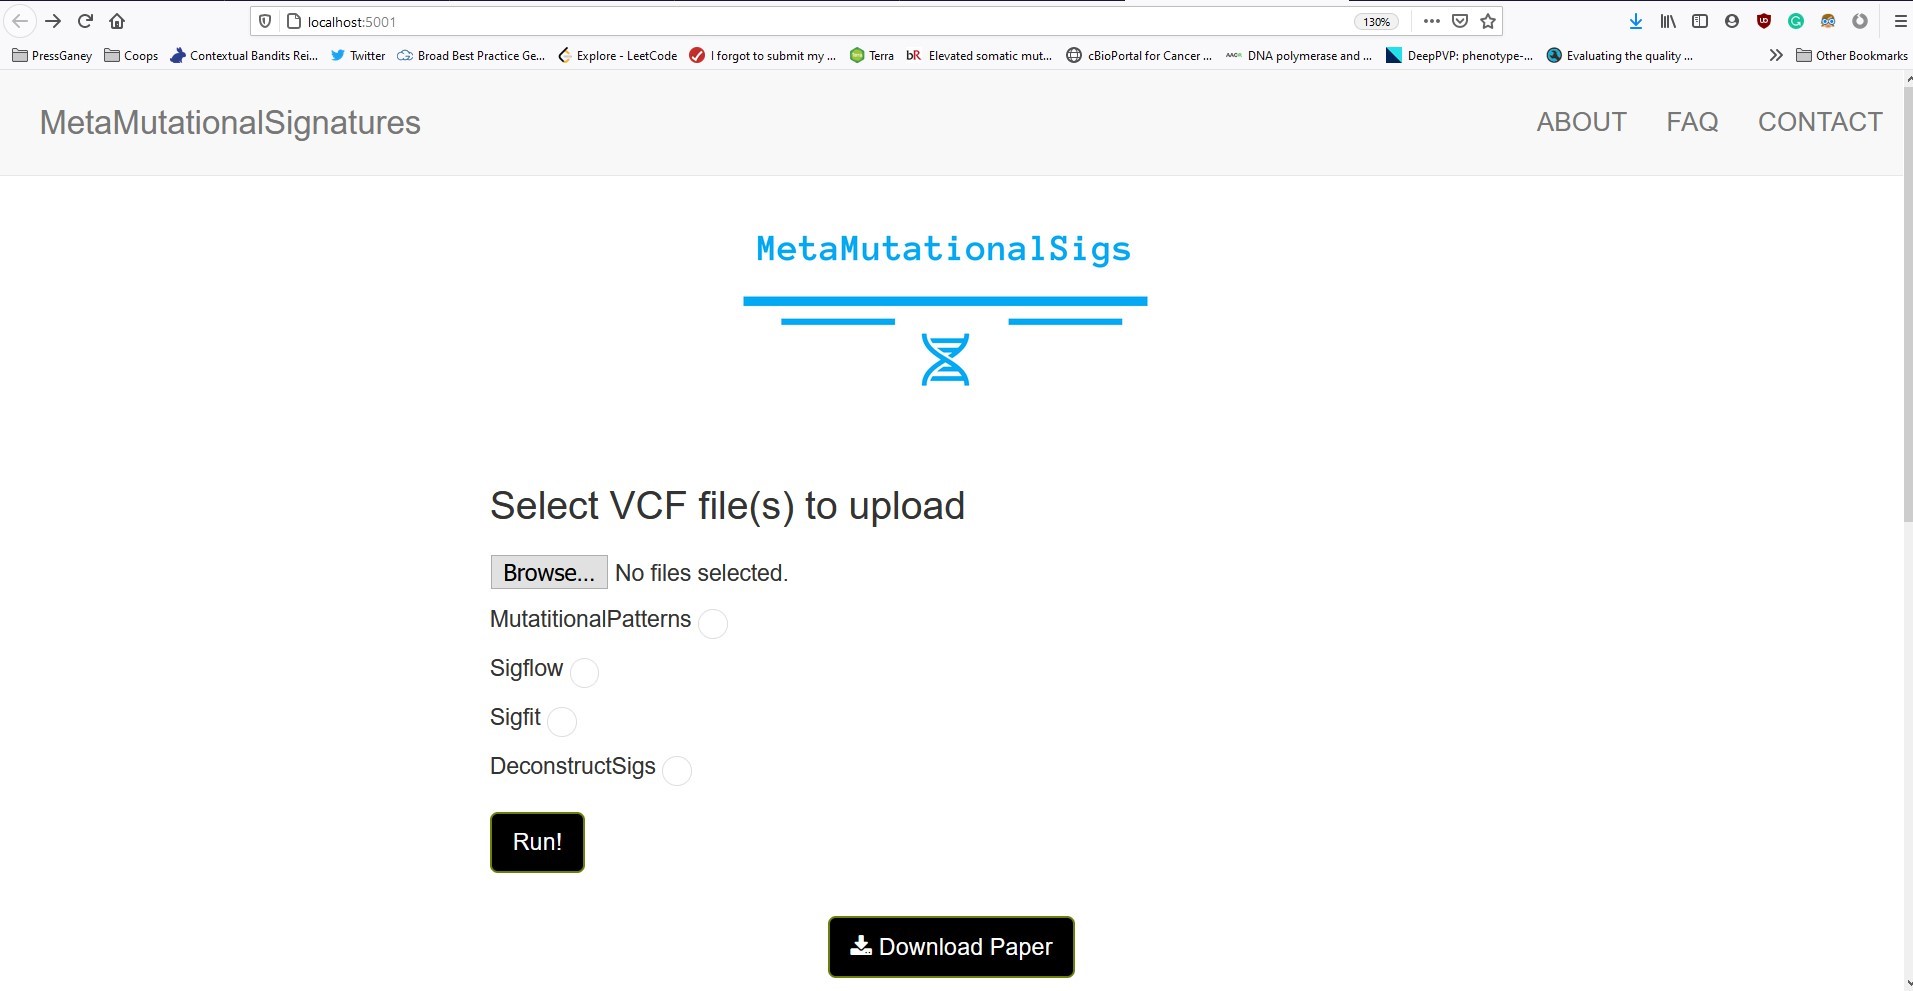 localhost:5001 130%
PressGaney Coops Contextual Bandits Rei... Twitter Broad Best Practice Ge... Explore - LeetCode I forgot to submit my ... Terra bR Elevated somatic mut... cBioPortal for Cancer ... AACR DNA polymerase and ... DeepPVP: phenotype-... Evaluating the quality ... Other Bookmarks
MetaMutationalSignatures ABOUT FAQ CONTACT
MetaMutationalSigs
Select VCF file(s) to upload
Browse... No files selected.
MutatitionalPatterns
Sigflow
Sigfit
DeconstructSigs
Run!
Download Paper